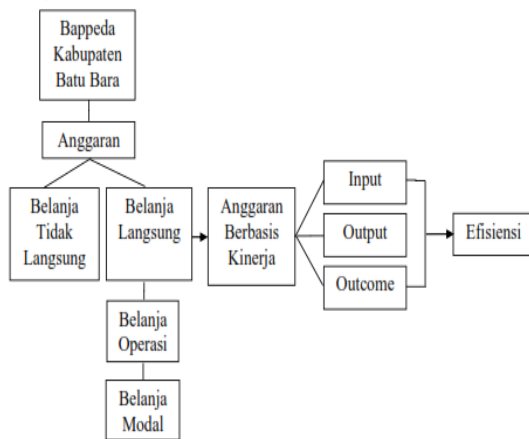 Bappeda
Kabupaten
Batu Bara
Anggaran
Belanja
Tidak
Langsung
Belanja
Langsung
Anggaran
Berbasis
Kinerja
Input
Output
Outcome
Efisiensi
Belanja
Operasi
Belanja
Modal